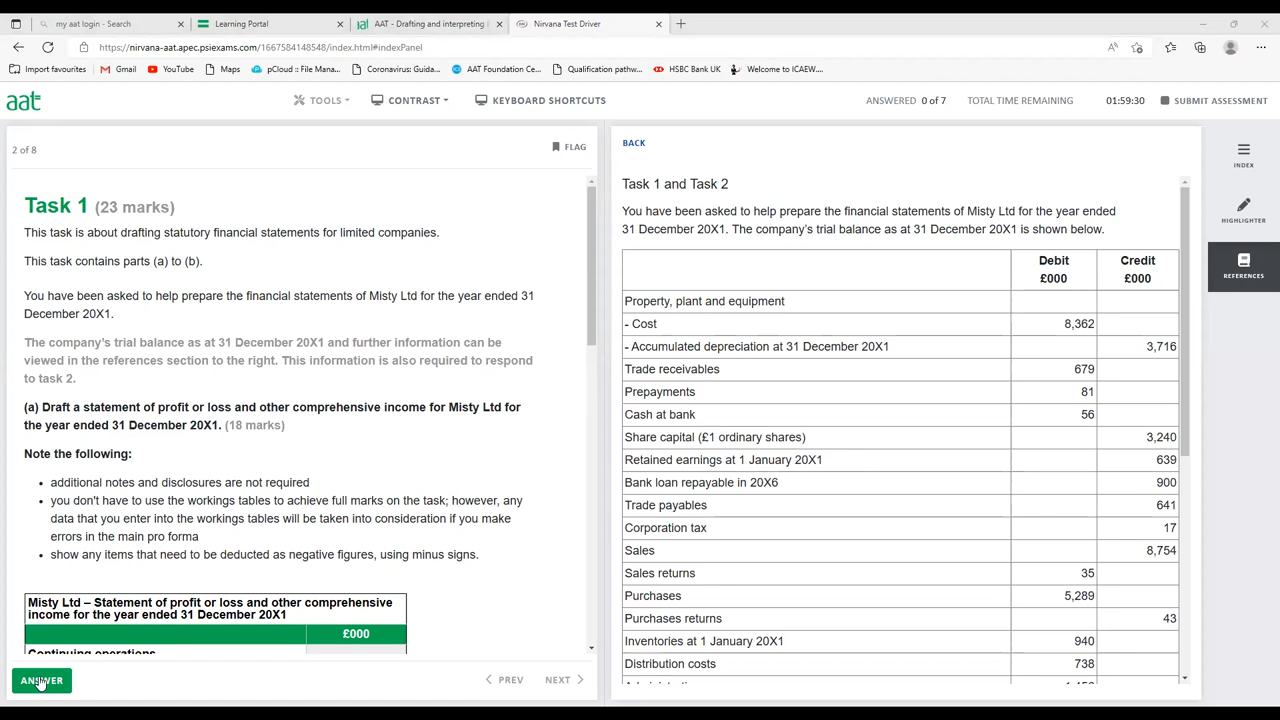 my aat login - Search
Learning Portal
AAT - Drafting and interpreting
Nirvana Test Driver
https://nirvana-aat.apec.psiexams.com/1667584148548/index.html#indexPanel
Import favourites
Gmail
YouTube
Maps
pCloud :: File Mana...
Coronavirus: Guida...
AAT Foundation Ce...
Qualification pathw...
HSBC Bank UK
Welcome to ICAEW....
aat
TOOLS
CONTRAST
KEYBOARD SHORTCUTS
ANSWERED 0 of 7
TOTAL TIME REMAINING 01:59:30
SUBMIT ASSESSMENT
2 of 8
FLAG
Task 1 (23 marks)
This task is about drafting statutory financial statements for limited companies.
This task contains parts (a) to (b).
You have been asked to help prepare the financial statements of Misty Ltd for the year ended 31
December 20X1.
The company's trial balance as at 31 December 20X1 and further information can be
viewed in the references section to the right. This information is also required to respond
to task 2.
(a) Draft a statement of profit or loss and other comprehensive income for Misty Ltd for
the year ended 31 December 20X1. (18 marks)
Note the following:
• additional notes and disclosures are not required
• you don't have to use the workings tables to achieve full marks on the task; however, any
data that you enter into the workings tables will be taken into consideration if you make
errors in the main pro forma
• show any items that need to be deducted as negative figures, using minus signs.
Misty Ltd – Statement of profit or loss and other comprehensive
income for the year ended 31 December 20X1
£000
Continuing operations
ANSWER
PREV
NEXT
BACK
Task 1 and Task 2
You have been asked to help prepare the financial statements of Misty Ltd for the year ended
31 December 20X1. The company's trial balance as at 31 December 20X1 is shown below.
Debit Credit
£000 £000
Property, plant and equipment
- Cost 8,362
- Accumulated depreciation at 31 December 20X1 3,716
Trade receivables 679
Prepayments 81
Cash at bank 56
Share capital (£1 ordinary shares) 3,240
Retained earnings at 1 January 20X1 639
Bank loan repayable in 20X6 900
Trade payables 641
Corporation tax 17
Sales 8,754
Sales returns 35
Purchases 5,289
Purchases returns 43
Inventories at 1 January 20X1 940
Distribution costs 738
INDEX
HIGHLIGHTER
REFERENCES